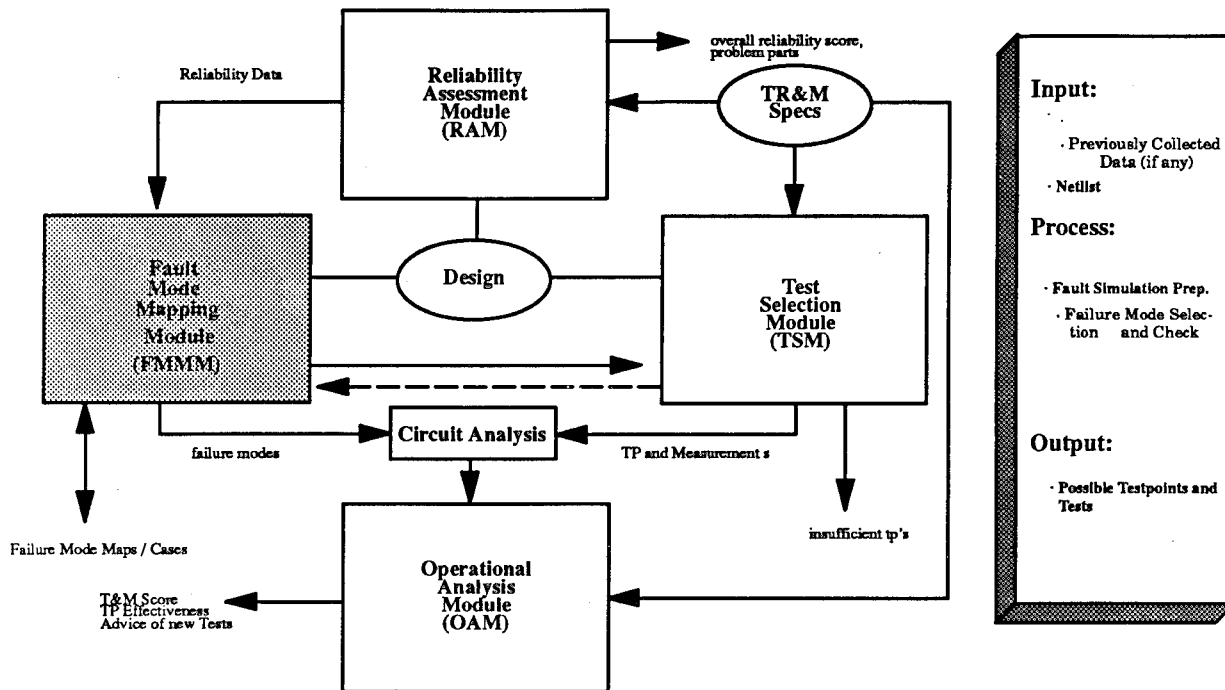 overall reliability score,
problem parts
Reliability Data
Reliability
Assessment
Module
(RAM)
TR&M
Specs
Fault
Mode
Mapping
Module
(FMMM)
Design
Test
Selection
Module
(TSM)
Circuit Analysis
failure modes
TP and Measurement s
insufficient tp's
Failure Mode Maps / Cases
Operational
Analysis
Module
(OAM)
T&M Score
TP Effectiveness
Advice of new Tests
Input:
· Previously Collected
Data (if any)
· Netlist
Process:
· Fault Simulation Prep.
· Failure Mode Selec-
tion and Check
Output:
· Possible Testpoints and
Tests